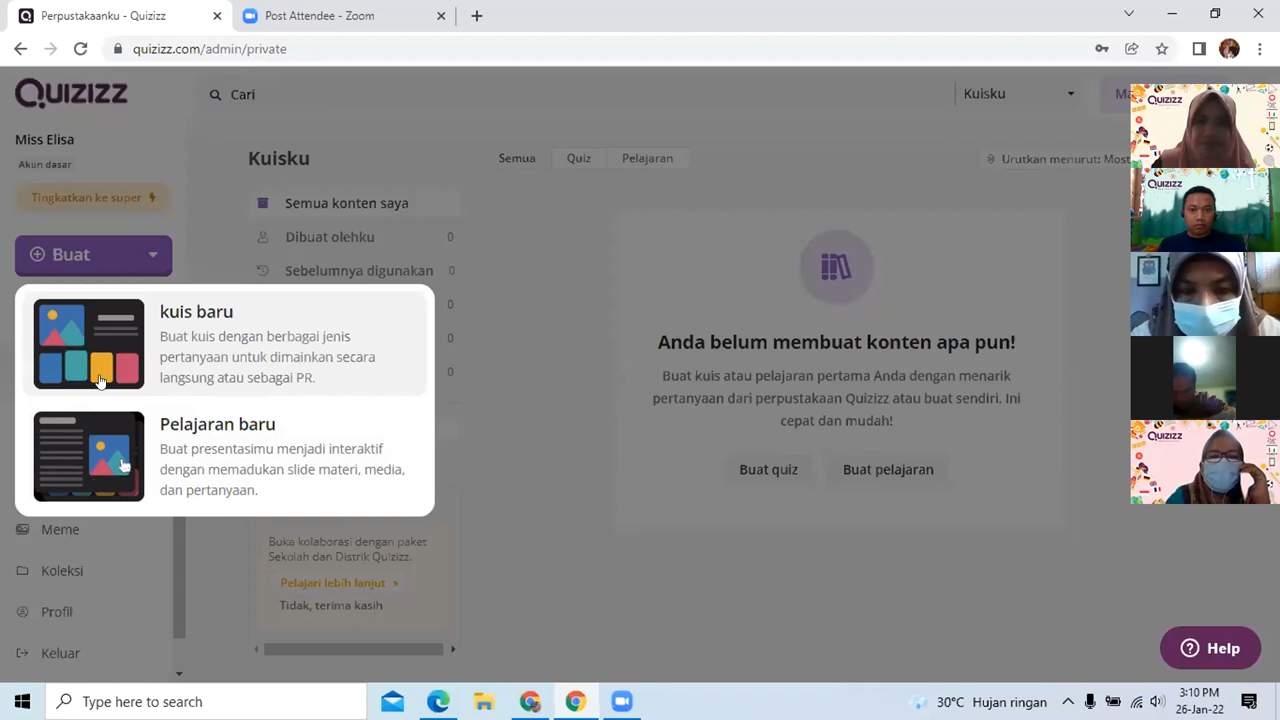 Perpustakaanku - Quizizz
Post Attendee - Zoom
quizizz.com/admin/private
QUIZIZZ
Cari
Kuisku
Miss Elisa
Akun dasar
Tingkatkan ke super
Buat
Kuisku
Semua
Quiz
Pelajaran
Urutkan menurut: Most
Semua konten saya
Dibuat olehku
0
Sebelumnya digunakan
0
0
0
0
kuis baru
Buat kuis dengan berbagai jenis
pertanyaan untuk dimainkan secara
langsung atau sebagai PR.
Pelajaran baru
Buat presentasimu menjadi interaktif
dengan memadukan slide materi, media,
dan pertanyaan.
Anda belum membuat konten apa pun!
Buat kuis atau pelajaran pertama Anda dengan menarik
pertanyaan dari perpustakaan Quizizz atau buat sendiri. Ini
cepat dan mudah!
Buat quiz
Buat pelajaran
Meme
Koleksi
Profil
Keluar
Buka kolaborasi dengan paket
Sekolah dan Distrik Quizizz.
Pelajari lebih lanjut >
Tidak, terima kasih
QUIZIZZ
QUIZIZZ
QUIZIZZ
Help
Type here to search
30°C Hujan ringan
3:10 PM
26-Jan-22